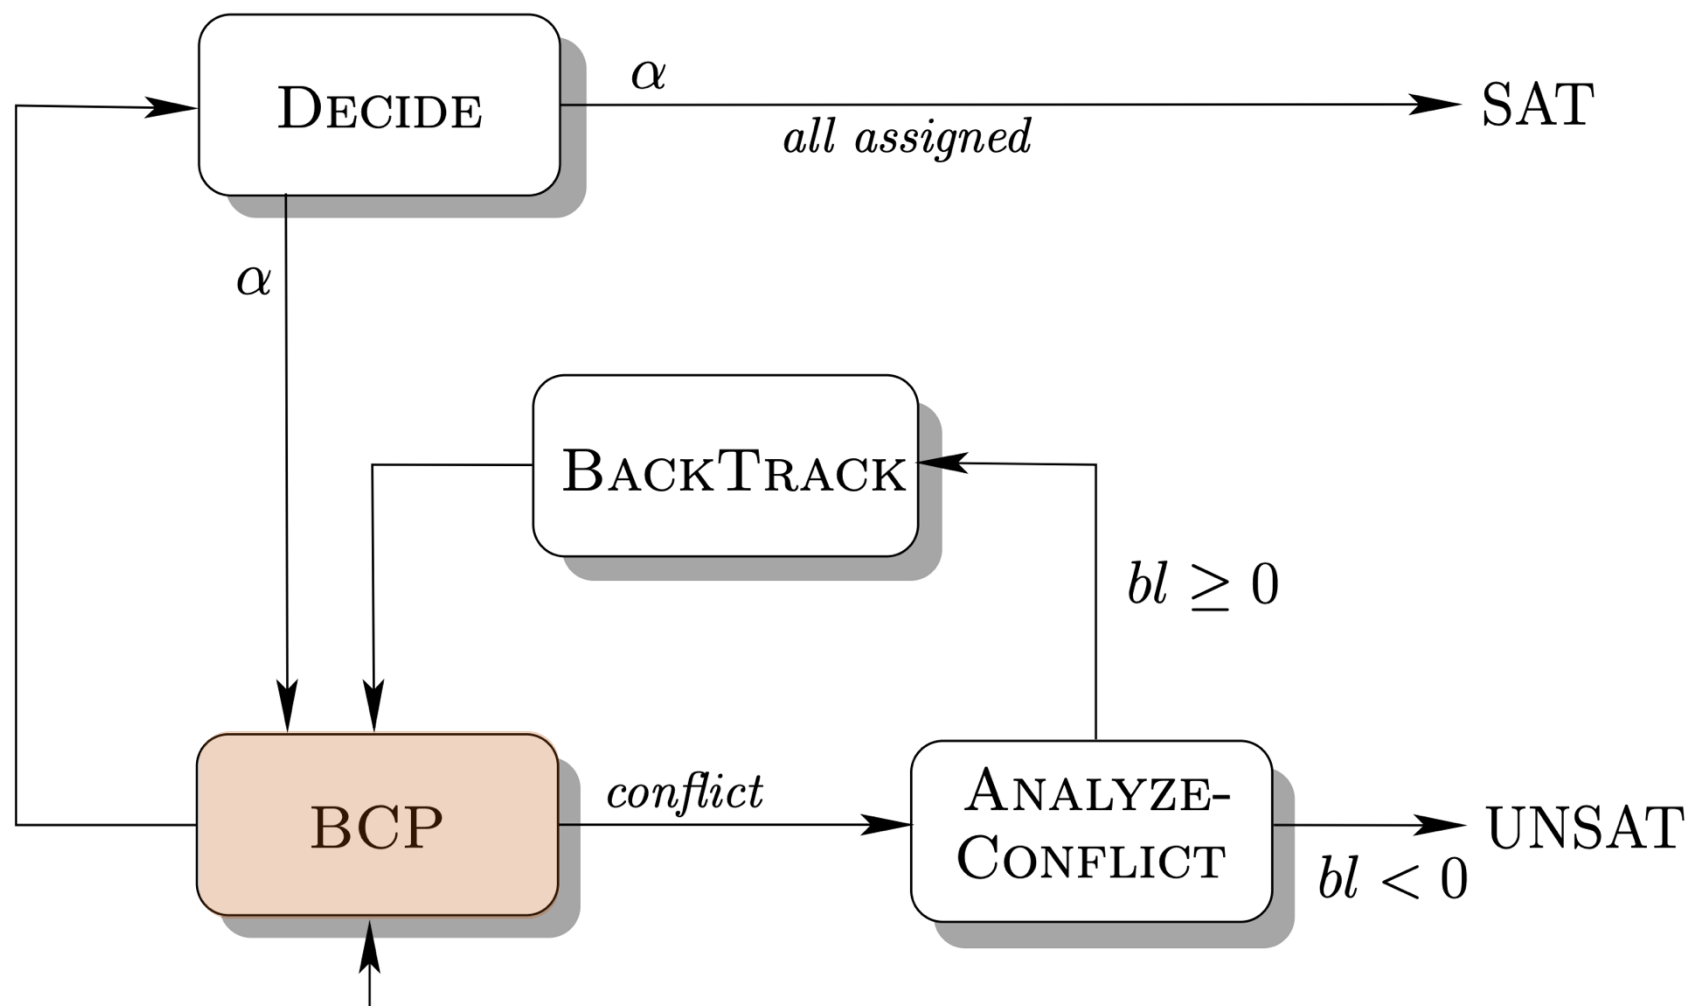 α
DECIDE
SAT
all assigned
α
BACKTRACK
bl ≥ 0
conflict
ANALYZE-
CONFLICT
BCP
UNSAT
bl < 0